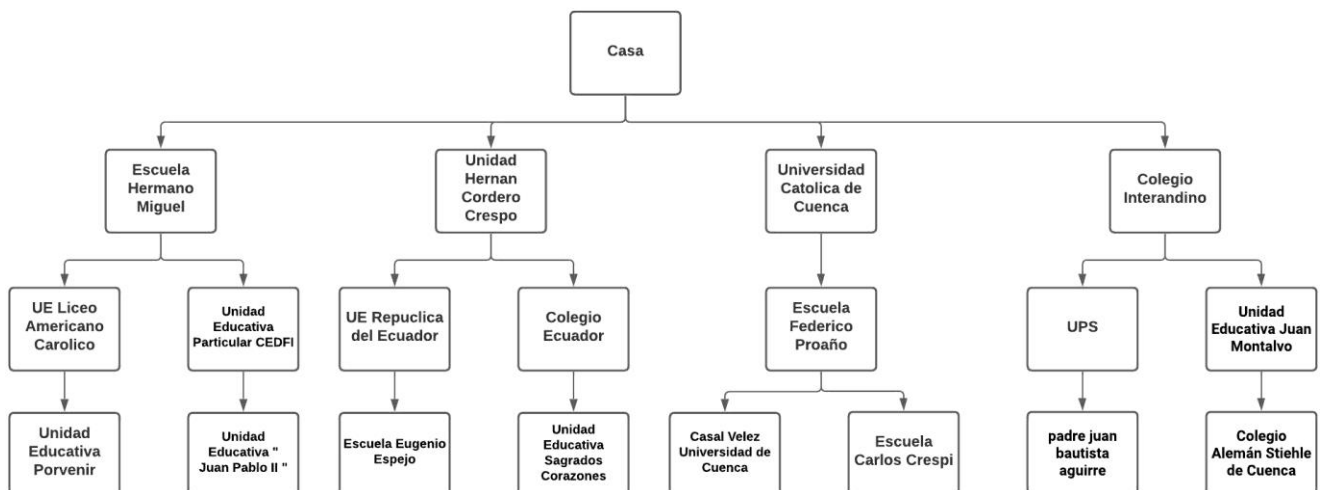 Casa
Escuela
Hermano
Miguel
Unidad
Hernan
Cordero
Crespo
Universidad
Catolica de
Cuenca
Colegio
Interandino
UE Liceo
Americano
Carolico
Unidad
Educativa
Particular CEDFI
UE Repuclica
del Ecuador
Colegio
Ecuador
Escuela
Federico
Proaño
UPS
Unidad
Educativa Juan
Montalvo
Unidad
Educativa
Porvenir
Unidad
Educativa "
Juan Pablo II "
Escuela Eugenio
Espejo
Unidad
Educativa
Sagrados
Corazones
Casal Velez
Universidad de
Cuenca
Escuela
Carlos Crespi
padre juan
bautista
aguirre
Colegio
Alemán Stiehle
de Cuenca